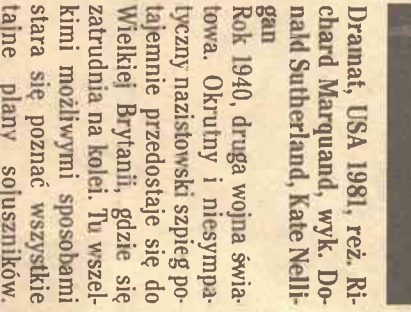 Dramat, USA 1981, reż. Ri-
chard Marquand, wyk. Do-
nald Sutherland, Kate Nelli-
gan
Rok 1940, druga wojna świa-
towa. Okrutny i niesympa-
tyczny nazistowski szpieg po-
tajemnie przedostaje się do
Wielkiej Brytanii, gdzie się
zatrudnia na kolei. Tu wszel-
kimi możliwymi sposobami
stara się poznać wszystkie
tajne plany sojuszników.